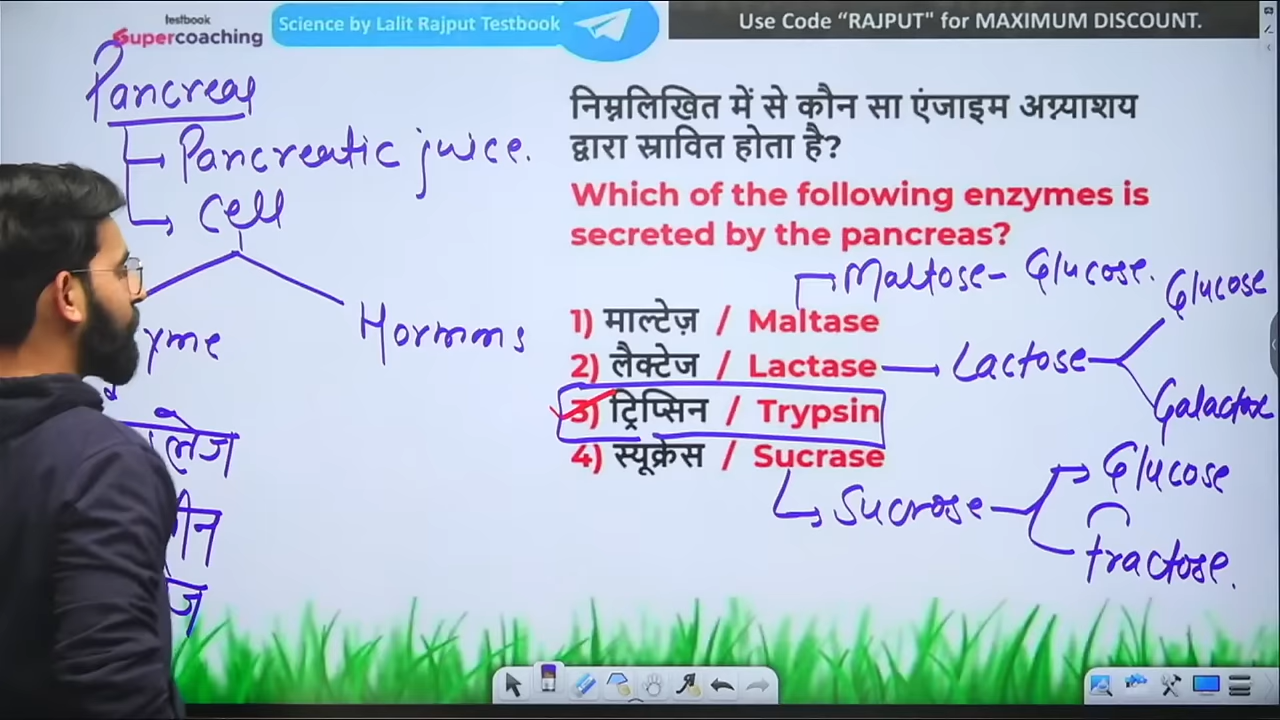 testbook
Supercoaching
Science by Lalit Rajput Testbook
Use Code “RAJPUT" for MAXIMUM DISCOUNT.
Pancreas
Pancreatic juice.
Cell
Hormons
निम्नलिखित में से कौन सा एंजाइम अग्न्याशय
द्वारा स्रावित होता है?
Which of the following enzymes is
secreted by the pancreas?
Maltose - Glucose.
1) माल्टेज़ / Maltase
2) लैक्टेज / Lactase
Lactose
Glucose
Galactose
3) ट्रिप्सिन / Trypsin
4) स्यूक्रेस / Sucrase
Sucrose
Glucose
fractose.